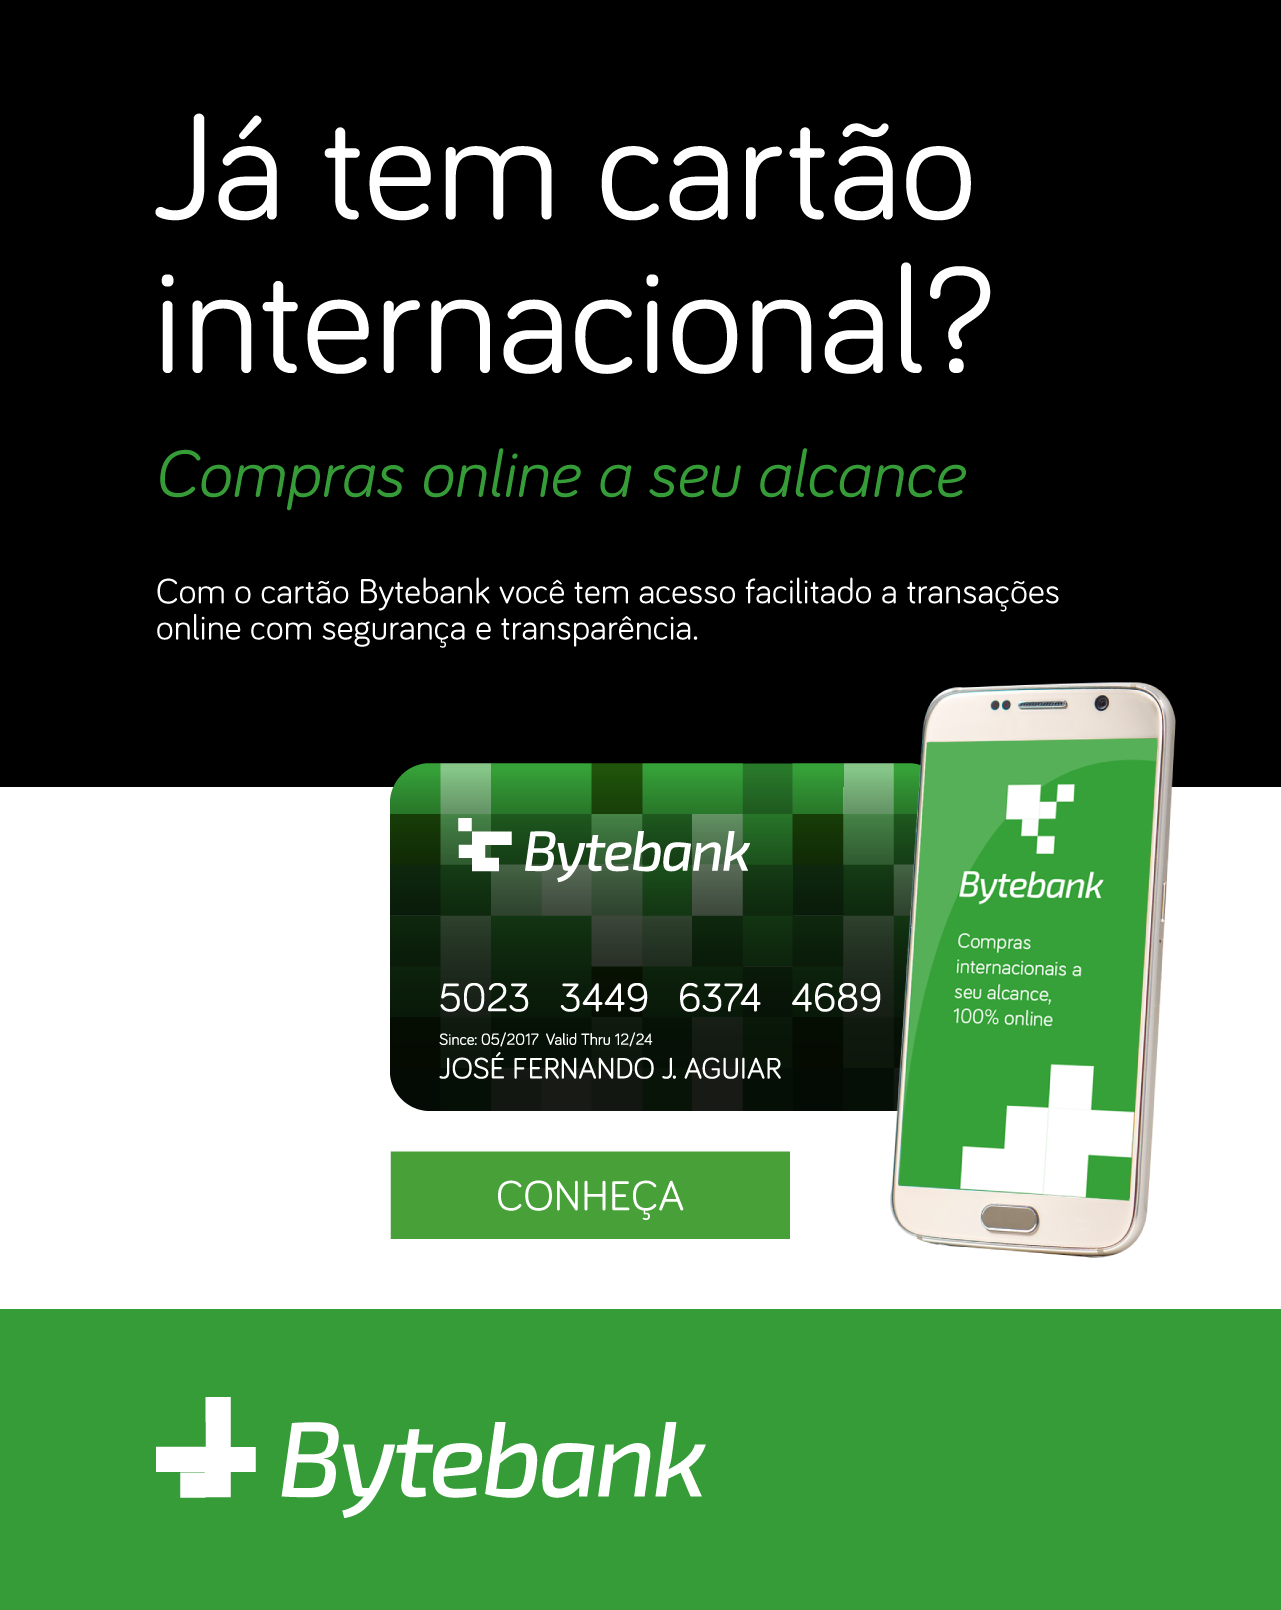 Já tem cartão
internacional?
Compras online a seu alcance
Com o cartão Bytebank você tem acesso facilitado a transações
online com segurança e transparência.
Bytebank
5023 3449 6374 4689
Since: 05/2017 Valid Thru 12/24
JOSÉ FERNANDO J. AGUIAR
Bytebank
Compras
internacionais a
seu alcance,
100% online
CONHEÇA
Bytebank